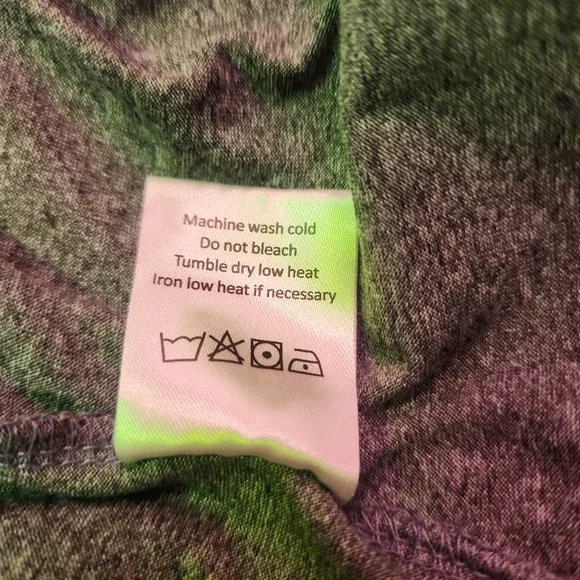 Machine wash cold
Do not bleach
Tumble dry low heat
Iron low heat if necessary